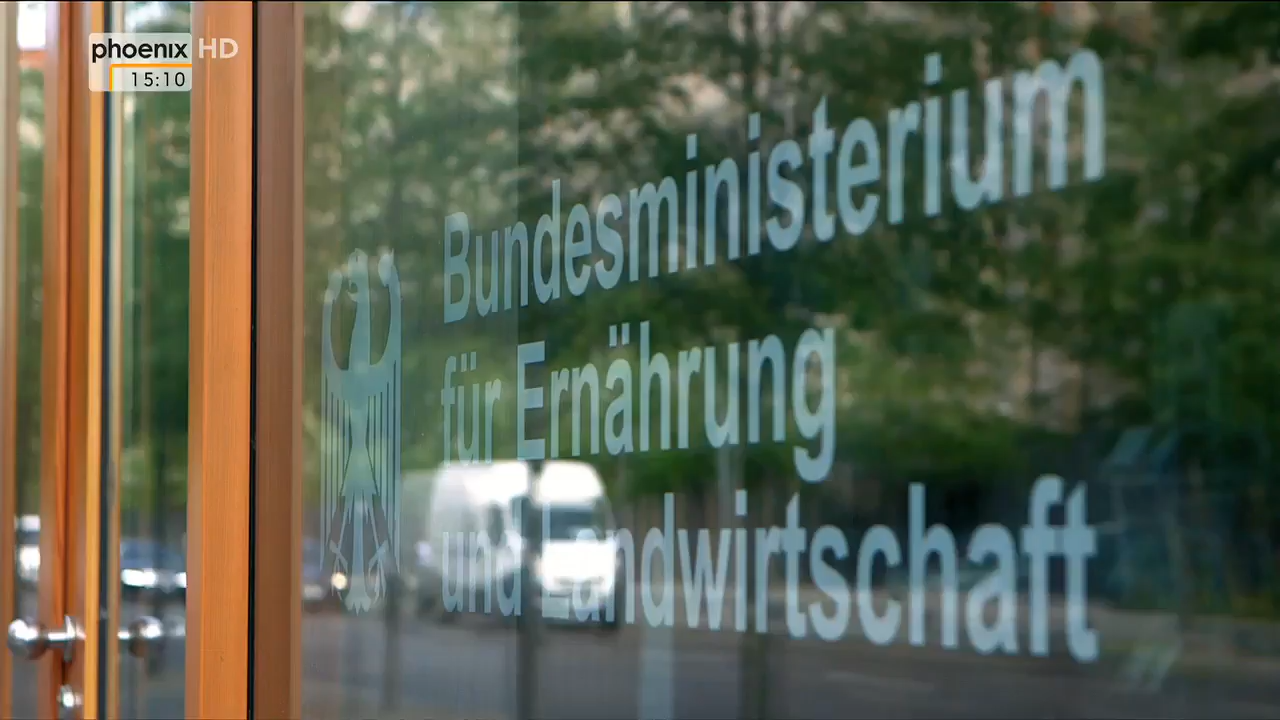 phoenix HD
15:10
Bundesministerium
für Ernährung
und Landwirtschaft